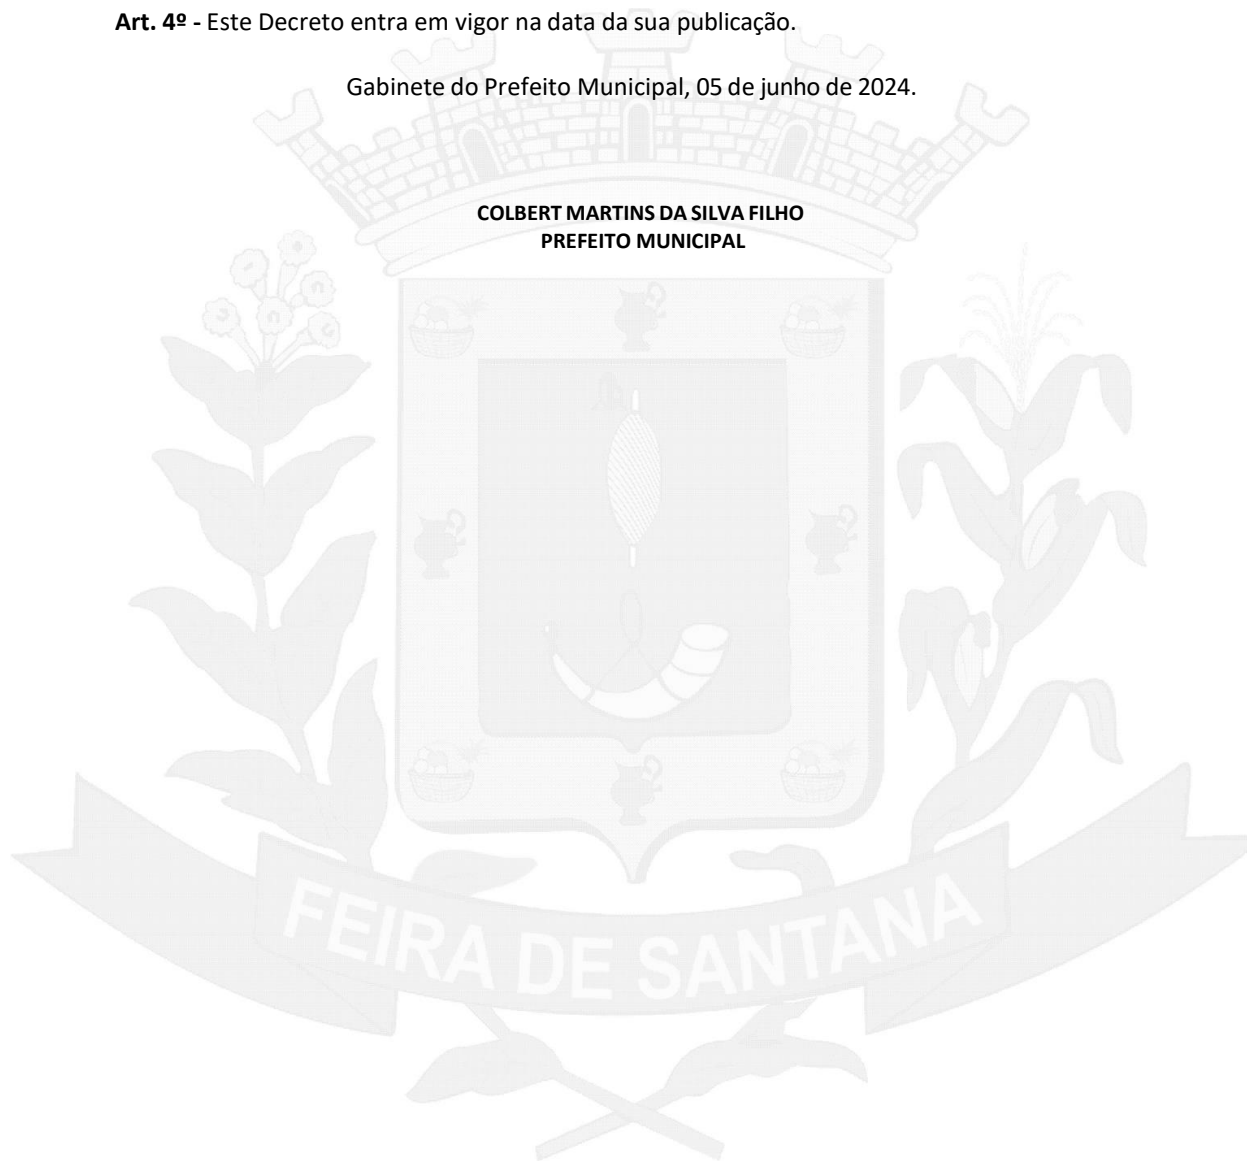 Art. 4º - Este Decreto entra em vigor na data da sua publicação.
Gabinete do Prefeito Municipal, 05 de junho de 2024.
COLBERT MARTINS DA SILVA FILHO
PREFEITO MUNICIPAL
FEIRA DE SANTANA